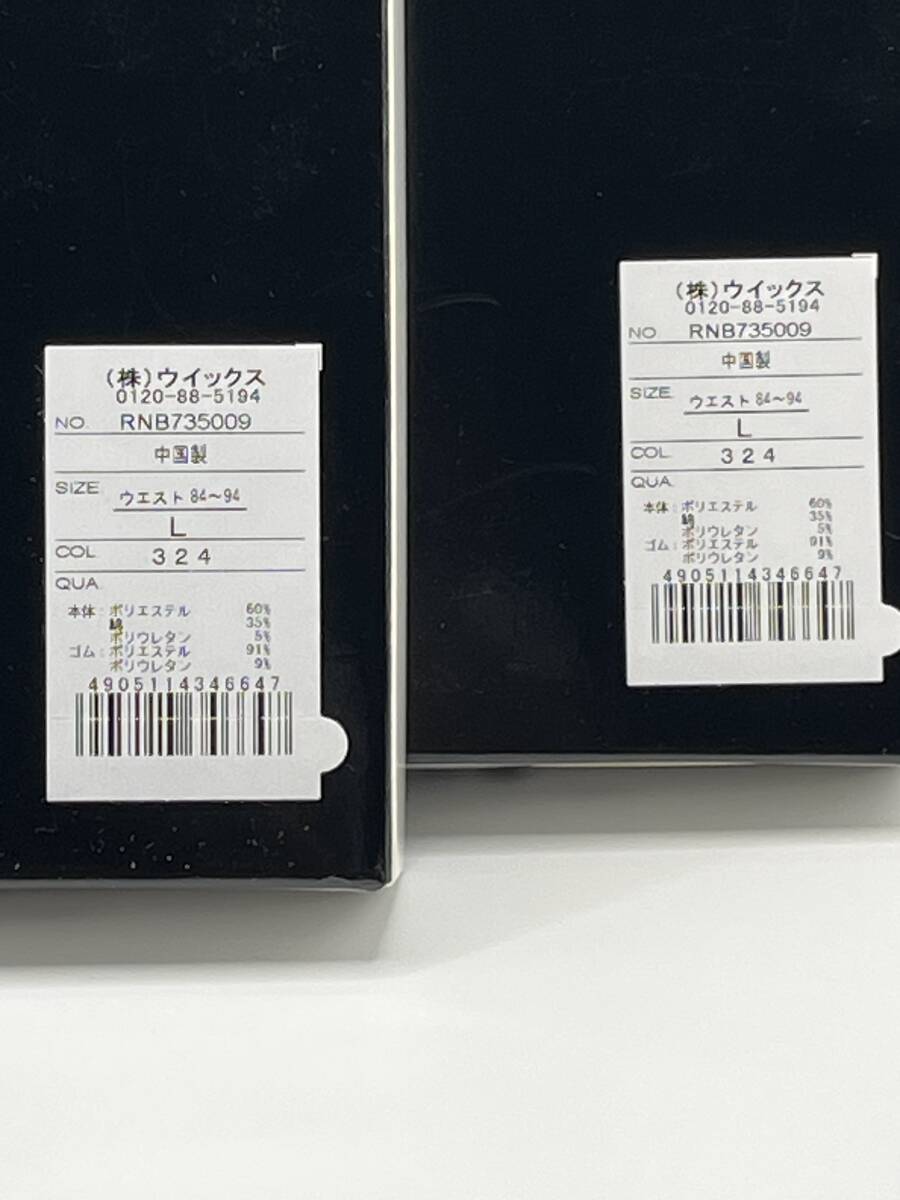 (株)ウイックス
0120-88-5194
NO. RNB735009
中国製
SIZE ウエスト 84~94
L
COL 324
QUA.
本体:ポリエステル 60%
綿 35%
ポリウレタン 5%
ゴム:ポリエステル 91%
ポリウレタン 9%
4905114346647
(株)ウイックス
0120-88-5194
NO. RNB735009
中国製
SIZE ウエスト 84~94
L
COL 324
QUA.
本体:ポリエステル 60%
綿 35%
ポリウレタン 5%
ゴム:ポリエステル 91%
ポリウレタン 9%
4905114346647